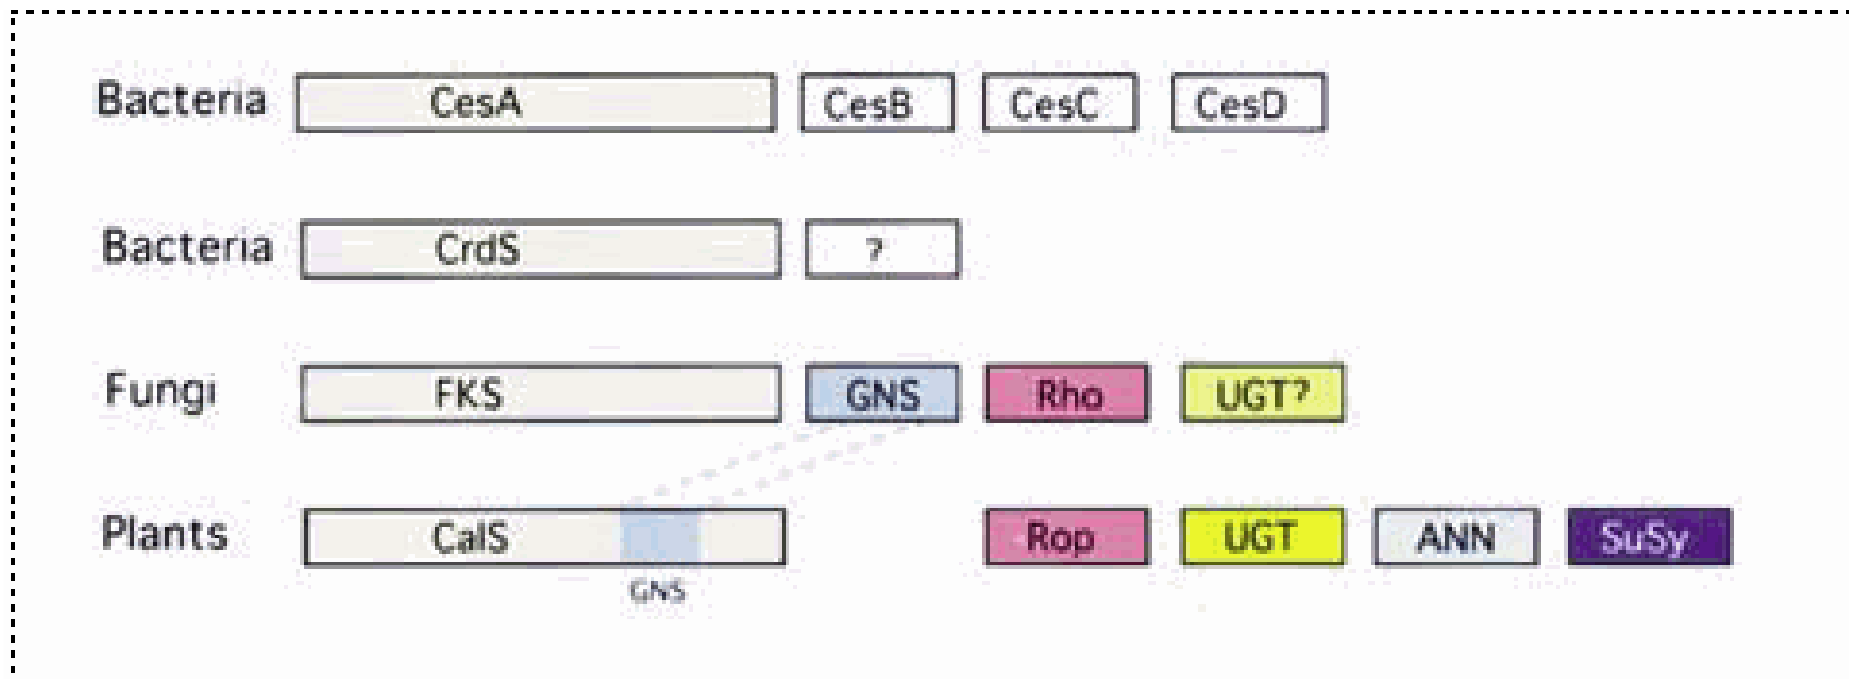 Bacteria CesA CesB CesC CesD
Bacteria CrdS ?
Fungi FKS GNS Rho UGT?
Plants CalS Rop UGT ANN SuSy
GNS